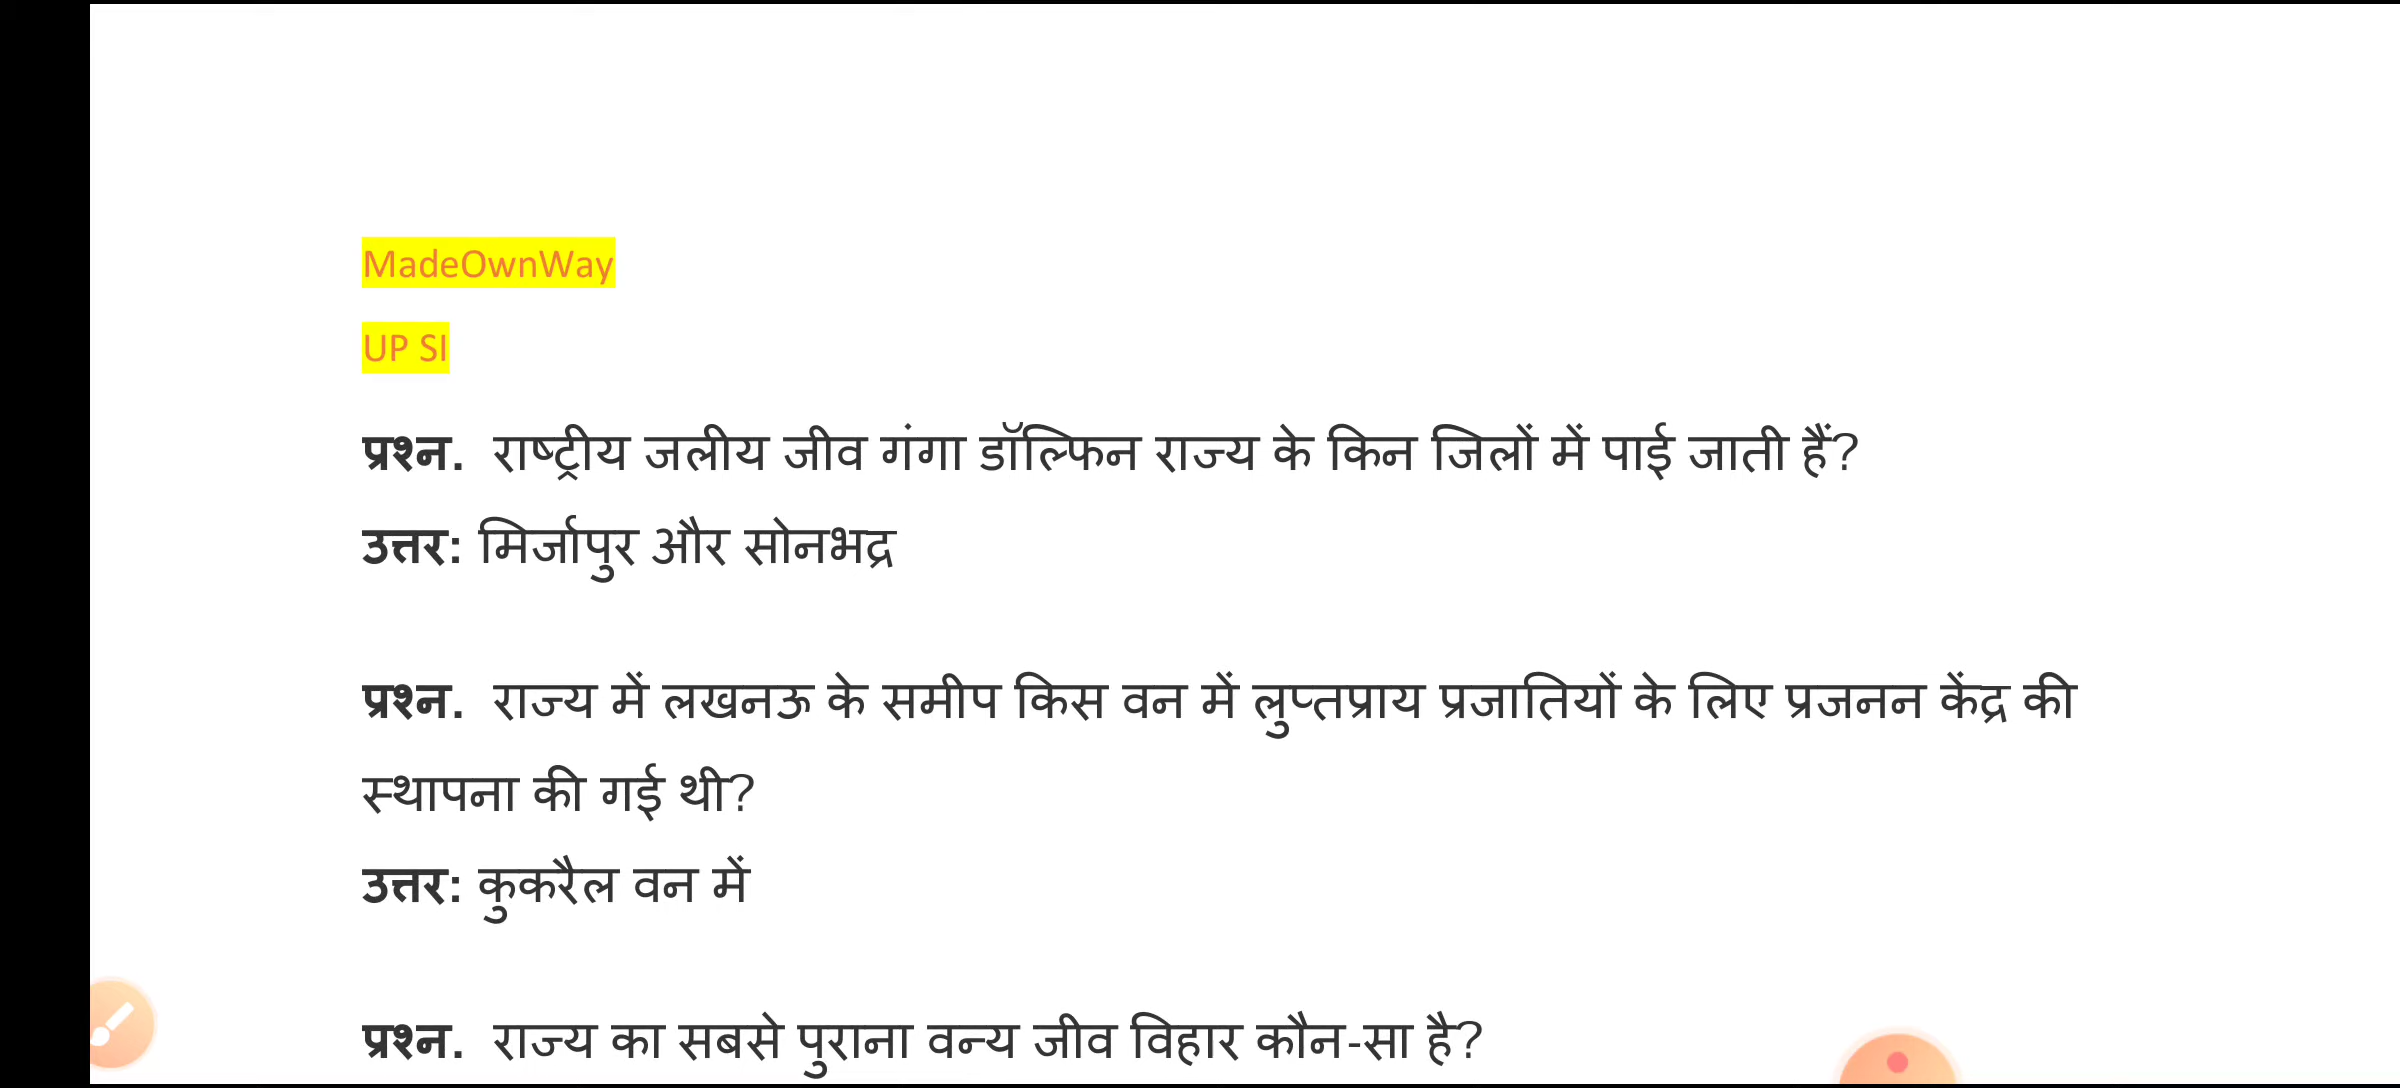 MadeOwnWay
UP SI
प्रश्न. राष्ट्रीय जलीय जीव गंगा डॉल्फिन राज्य के किन जिलों में पाई जाती हैं?
उत्तर: मिर्जापुर और सोनभद्र
प्रश्न. राज्य में लखनऊ के समीप किस वन में लुप्तप्राय प्रजातियों के लिए प्रजनन केंद्र की
स्थापना की गई थी?
उत्तर: कुकरैल वन में
प्रश्न. राज्य का सबसे पुराना वन्य जीव विहार कौन-सा है?